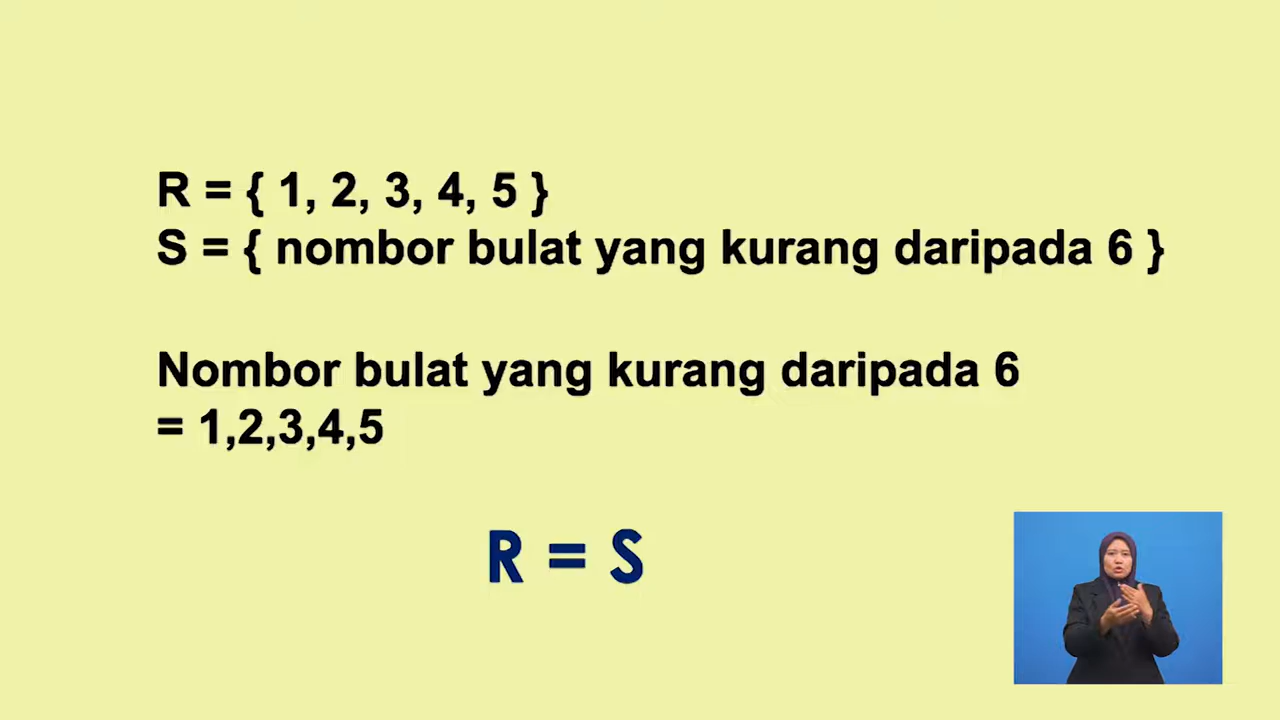 R = { 1, 2, 3, 4, 5 }
S = { nombor bulat yang kurang daripada 6 }
Nombor bulat yang kurang daripada 6
= 1,2,3,4,5
R = S